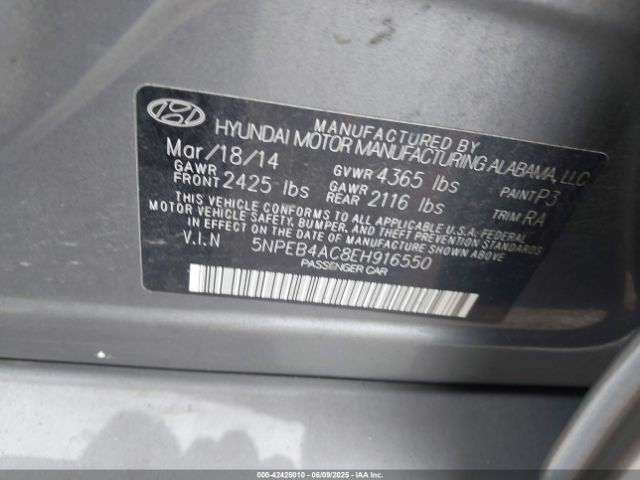 MANUFACTURED BY
HYUNDAI MOTOR MANUFACTURING ALABAMA, LLC
Mar/18/14 GVWR 4365 lbs PAINT P3
GAWR FRONT 2425 lbs GAWR REAR 2116 lbs TRIM RA
THIS VEHICLE CONFORMS TO ALL APPLICABLE U.S.A. FEDERAL
MOTOR VEHICLE SAFETY, BUMPER, AND THEFT PREVENTION STANDARDS
IN EFFECT ON THE DATE OF MANUFACTURE SHOWN ABOVE
V.I.N 5NPEB4AC8EH916550
PASSENGER CAR
000-42426010 06/09/2025 IAAI.COM